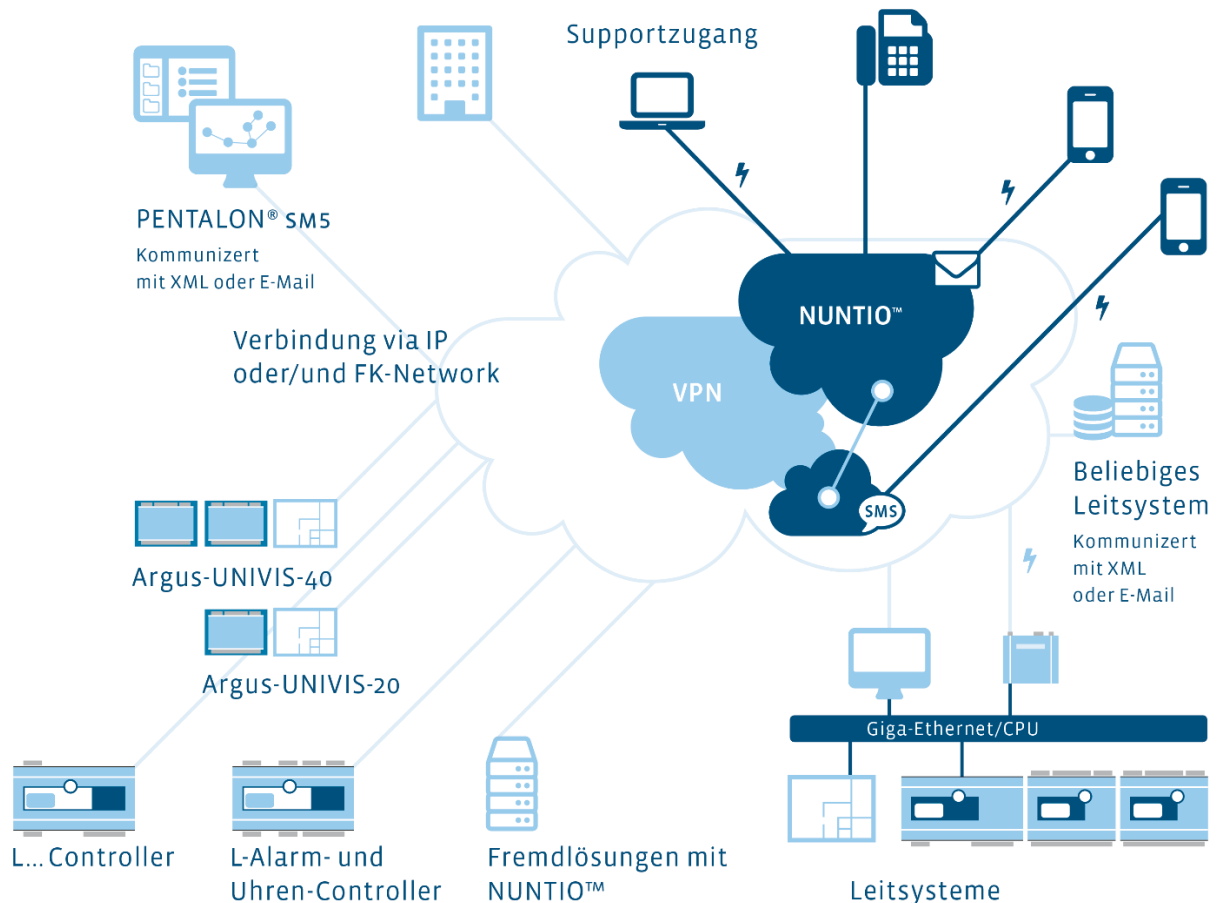 Supportzugang
PENTALON® SM5
Kommunizert
mit XML oder E-Mail
Verbindung via IP
oder/und FK-Network
NUNTIO™
VPN
SMS
Beliebiges
Leitsystem
Kommunizert
mit XML
oder E-Mail
Argus-UNIVIS-40
Argus-UNIVIS-20
Giga-Ethernet/CPU
L... Controller
L-Alarm- und
Uhren-Controller
Fremdlösungen mit
NUNTIO™
Leitsysteme